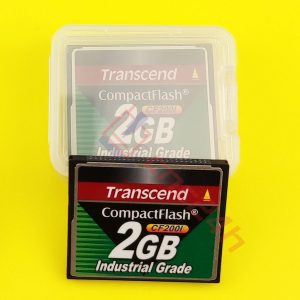 Transcend
CompactFlash®
CF200I
2GB
Industrial Grade
Transcend
CompactFlash®
CF200I
2GB
Industrial Grade